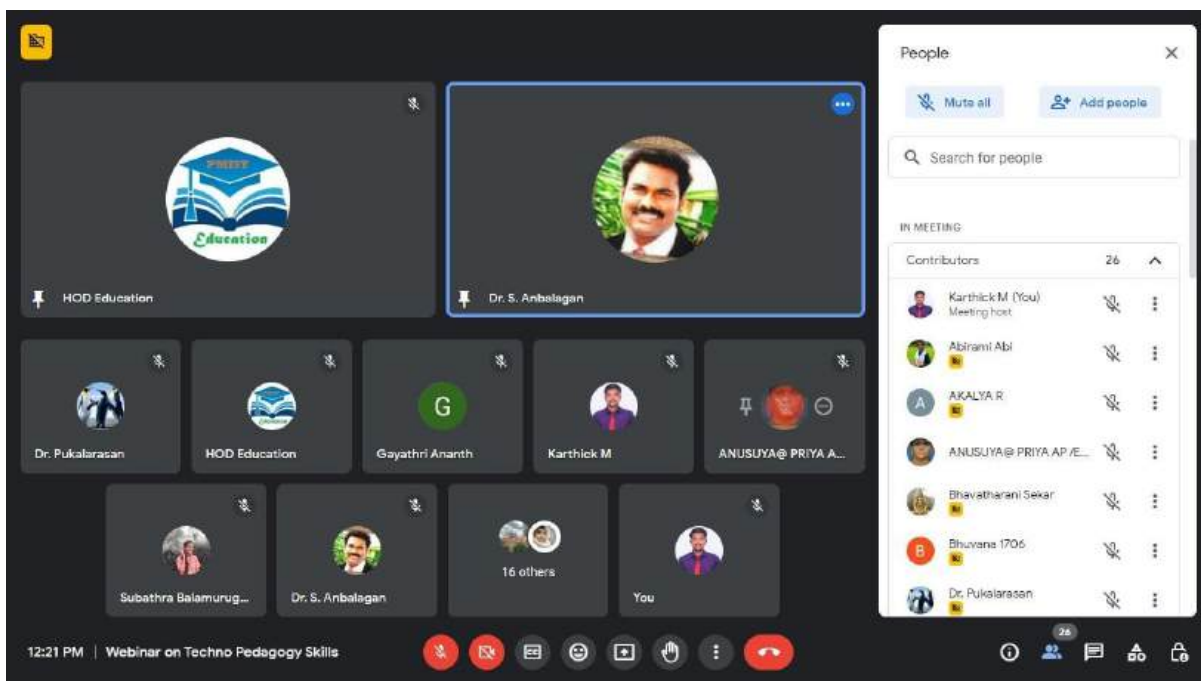 People
Mute all
Add people
Search for people
IN MEETING
Contributors 26
Karthick M (You)
Meeting host
Abirami Abi
A AKALYA R
ANUSUYA@ PRIYA AP /E...
Bhavatharani Sekar
B Bhuvana 1706
Dr. Pukalarasan
PMIST
Education
HOD Education
Dr. S. Anbalagan
Dr. Pukalarasan
HOD Education
G
Gayathri Ananth
Karthick M
ANUSUYA@ PRIYA A...
Subathra Balamurug...
Dr. S. Anbalagan
16 others
You
12:21 PM | Webinar on Techno Pedagogy Skills
26